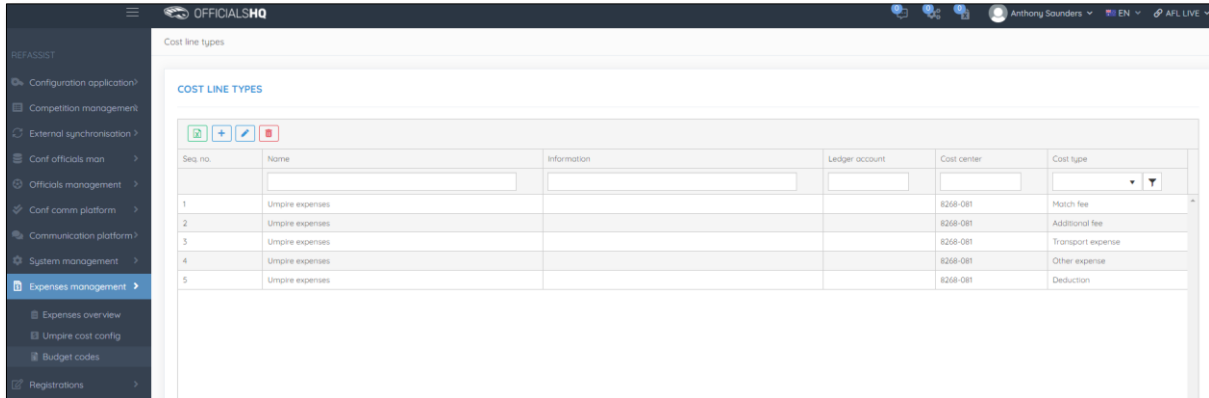 OFFICIALSHQ
0
0
0
Anthony Saunders
EN
AFL LIVE
REFASSIST
Configuration application
Competition management
External synchronisation
Conf officials man
Officials management
Conf comm platform
Communication platform
System management
Expenses management
Expenses overview
Umpire cost config
Budget codes
Registrations
Cost line types
COST LINE TYPES
Seq. no. Name Information Ledger account Cost center Cost type
1 Umpire expenses 8268-081 Match fee
2 Umpire expenses 8268-081 Additional fee
3 Umpire expenses 8268-081 Transport expense
4 Umpire expenses 8268-081 Other expense
5 Umpire expenses 8268-081 Deduction